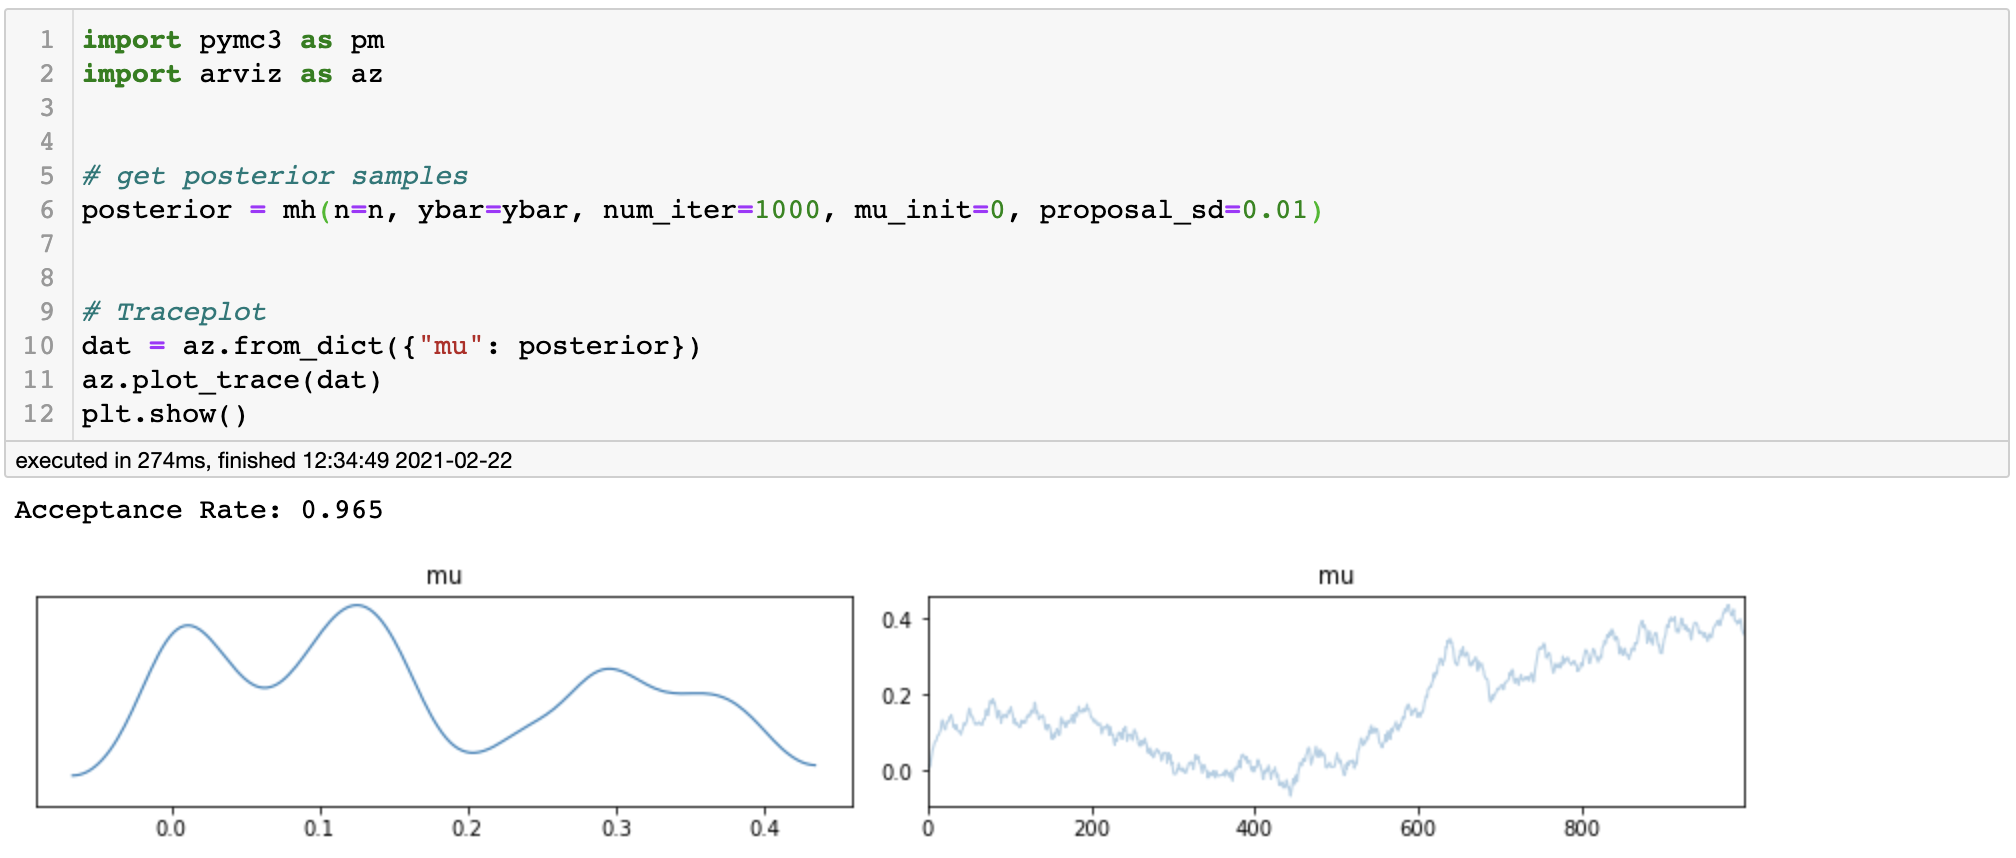 1 import pymc3 as pm
2 import arviz as az
3
4
5 # get posterior samples
6 posterior = mh(n=n, ybar=ybar, num_iter=1000, mu_init=0, proposal_sd=0.01)
7
8
9 # Traceplot
10 dat = az.from_dict({"mu": posterior})
11 az.plot_trace(dat)
12 plt.show()
executed in 274ms, finished 12:34:49 2021-02-22
Acceptance Rate: 0.965
mu
0.0 0.1 0.2 0.3 0.4
mu
0.4
0.2
0.0
0 200 400 600 800